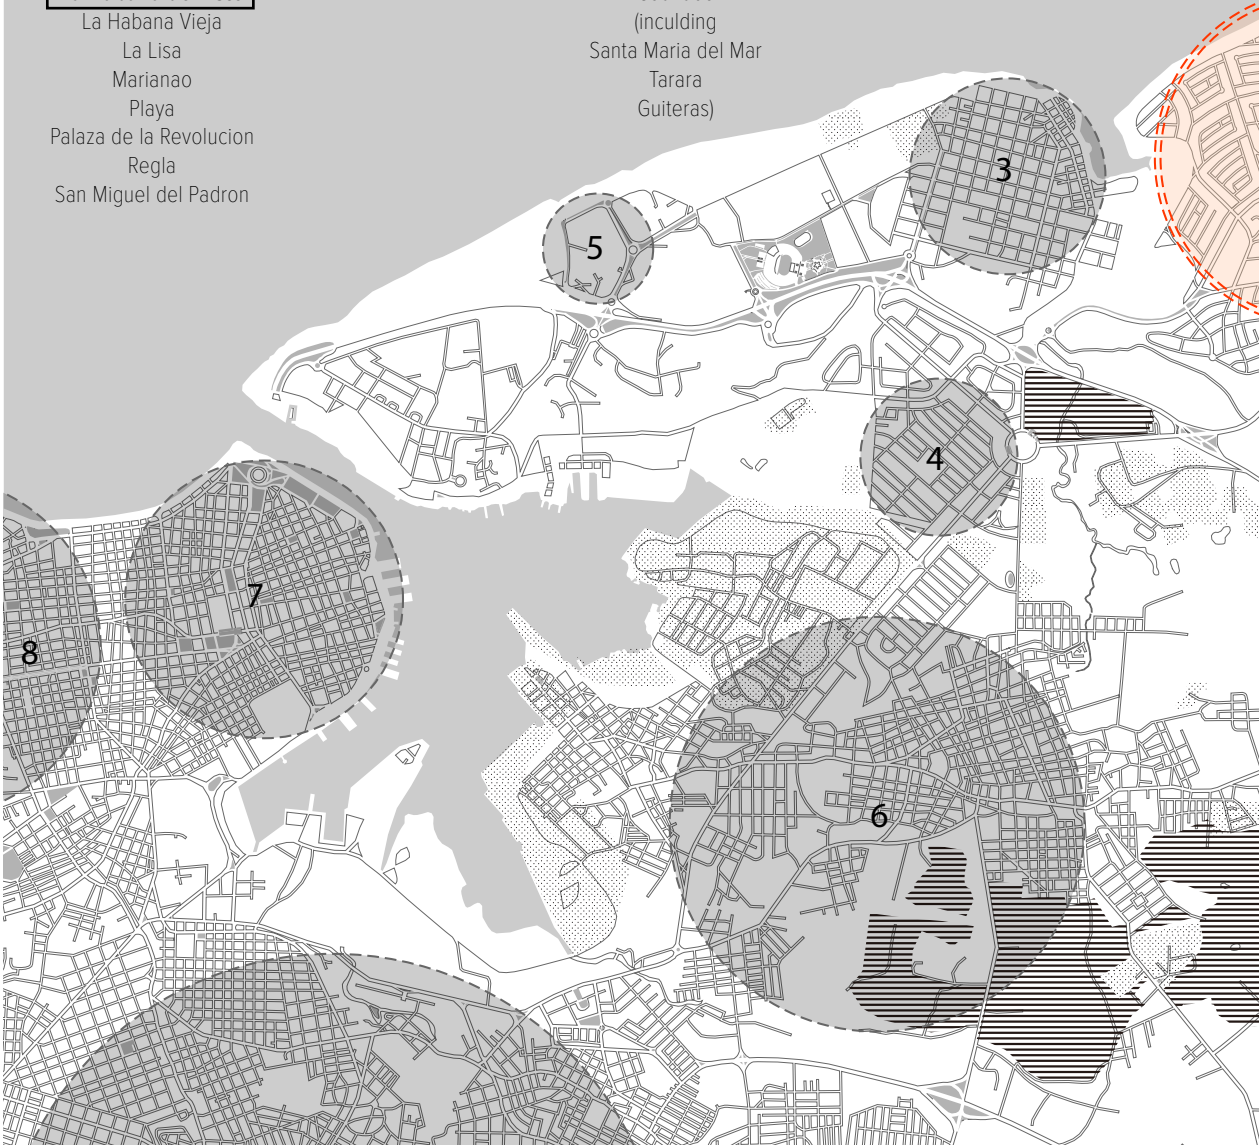 La Habana Vieja
La Lisa
Marianao
Playa
Palaza de la Revolucion
Regla
San Miguel del Padron
(inculding
Santa Maria del Mar
Tarara
Guiteras)
3
5
4
7
8
6